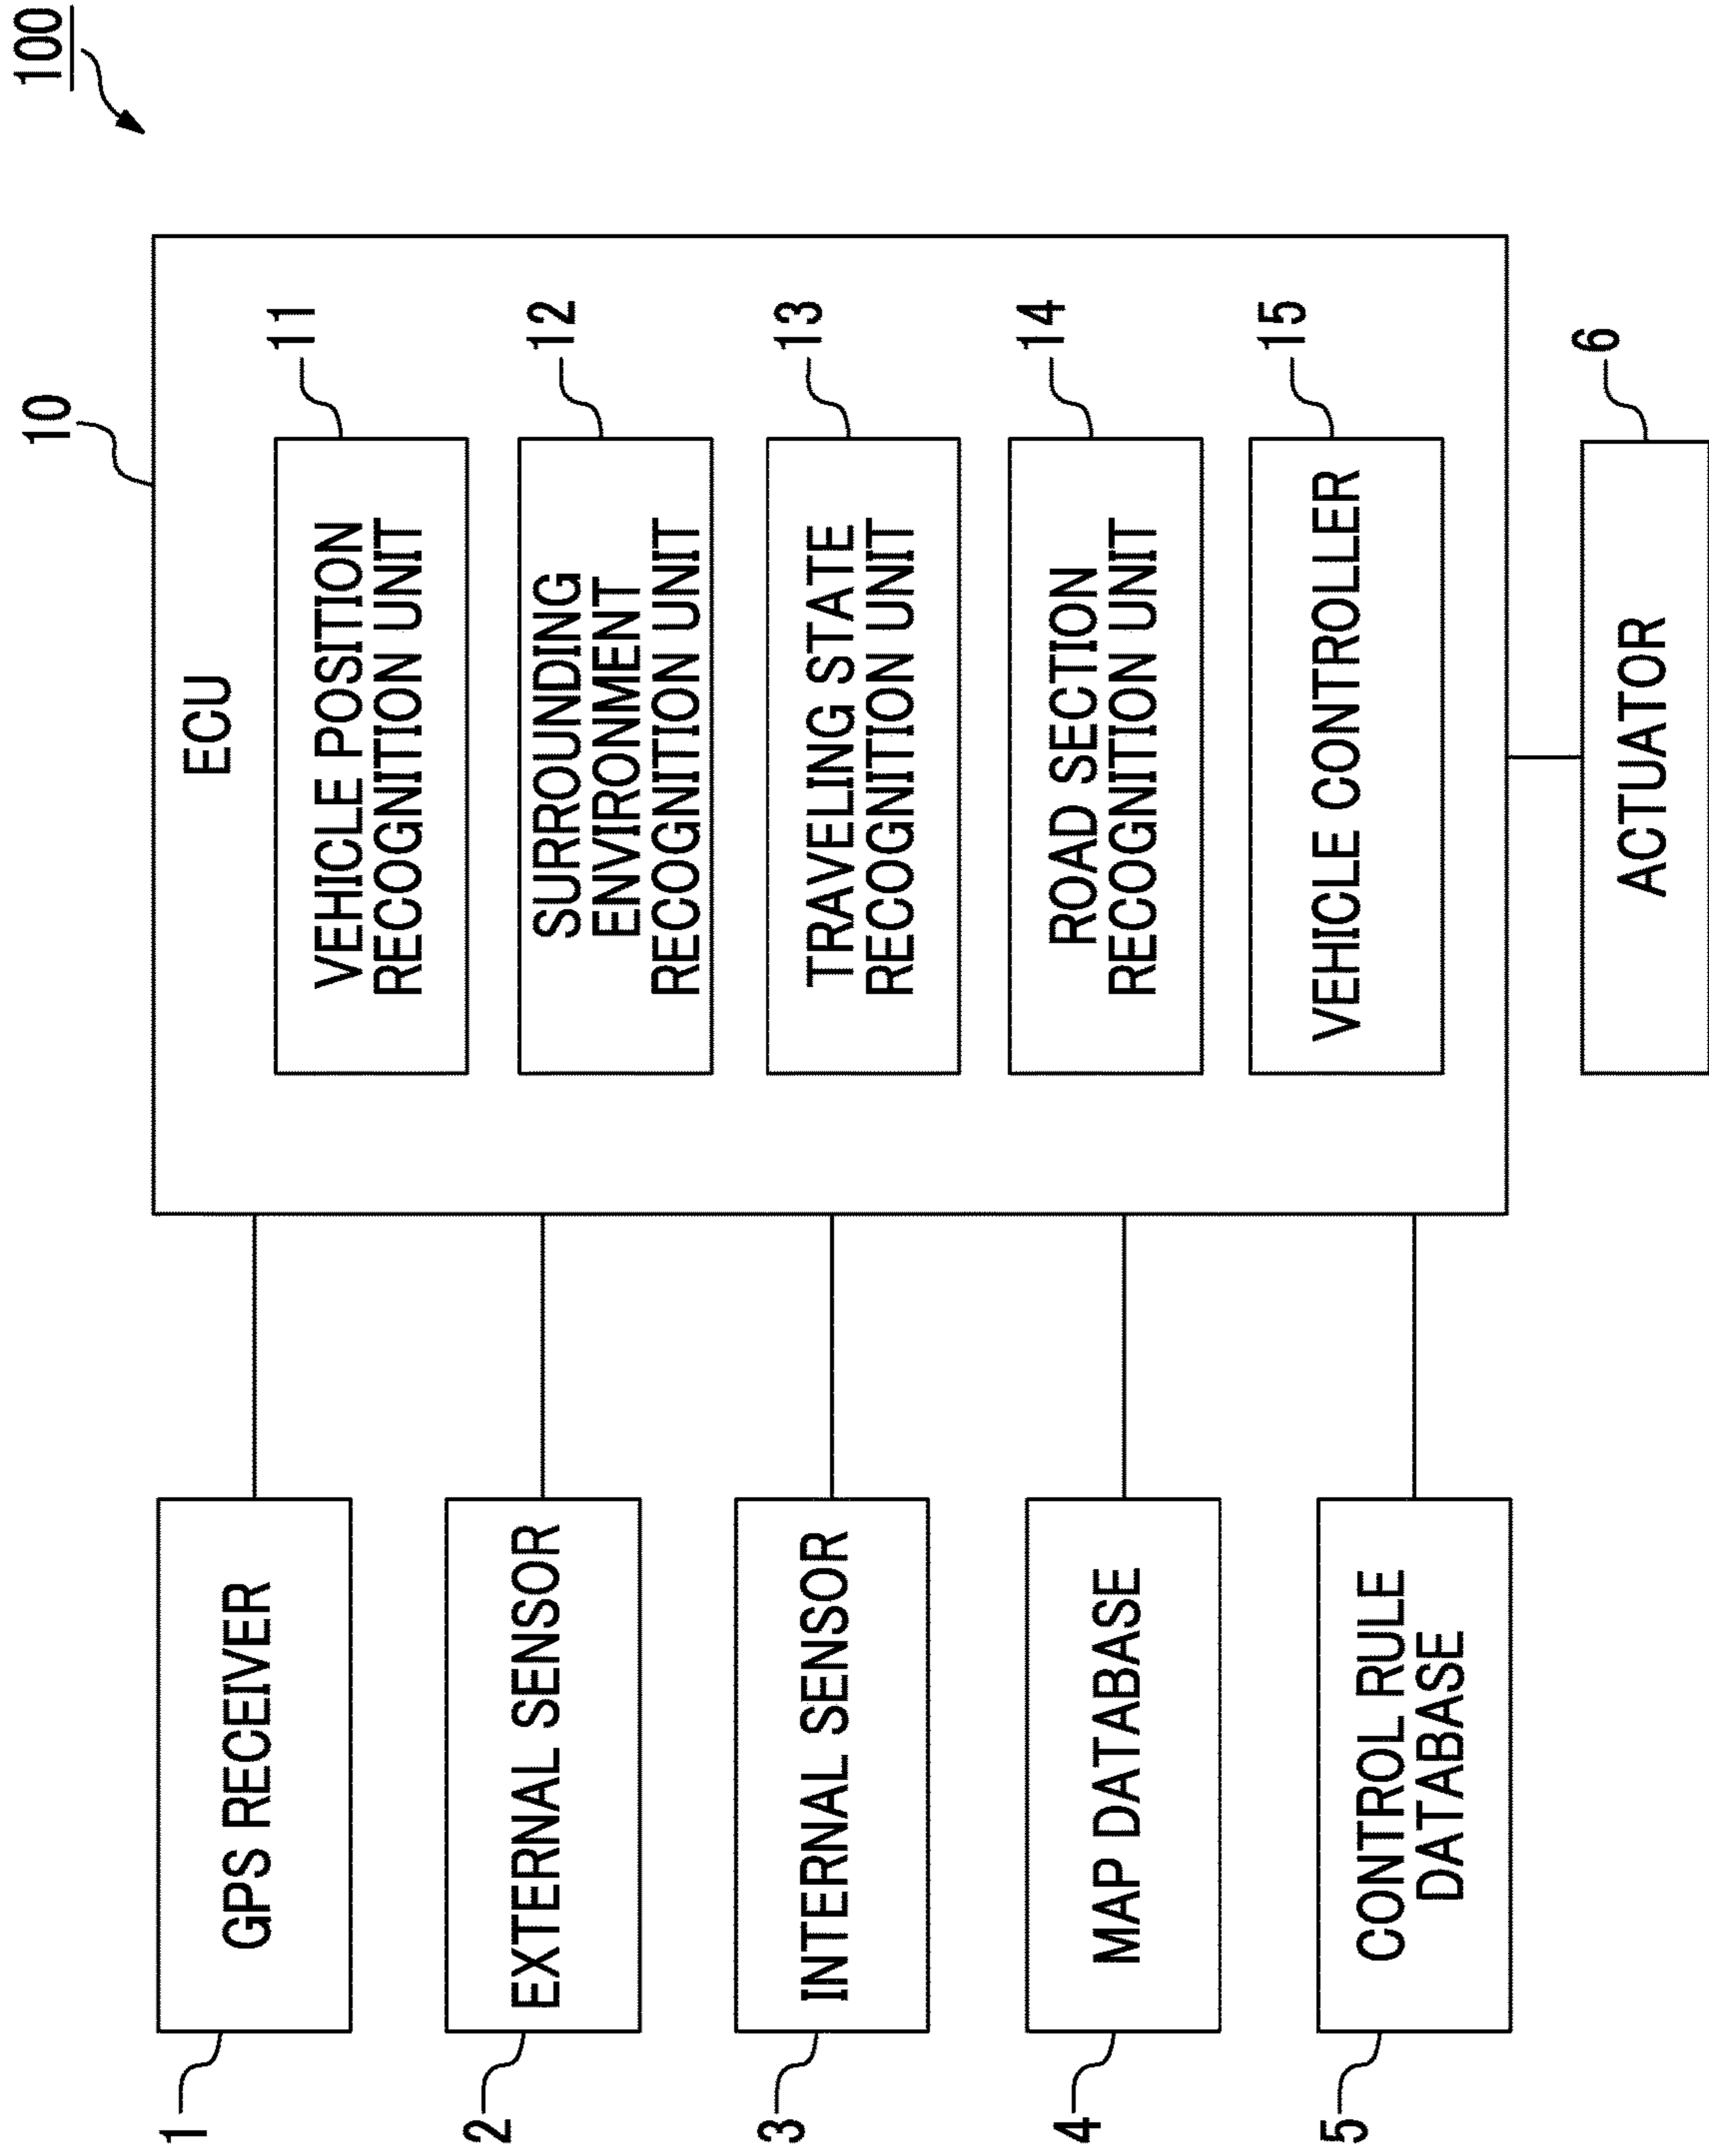 100
10
ECU
1
GPS RECEIVER
VEHICLE POSITION
RECOGNITION UNIT
11
2
EXTERNAL SENSOR
SURROUNDING
ENVIRONMENT
RECOGNITION UNIT
12
3
INTERNAL SENSOR
TRAVELING STATE
RECOGNITION UNIT
13
4
MAP DATABASE
ROAD SECTION
RECOGNITION UNIT
14
5
CONTROL RULE
DATABASE
VEHICLE CONTROLLER
15
ACTUATOR
6